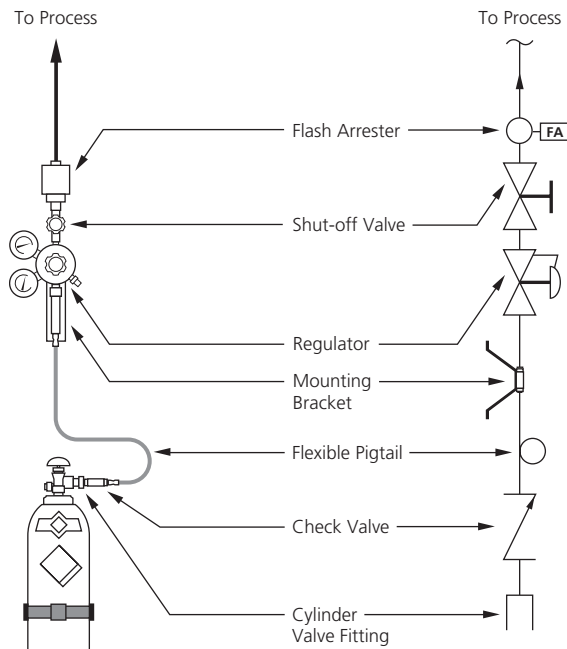 To Process
To Process
Flash Arrester
FA
Shut-off Valve
Regulator
Mounting
Bracket
Flexible Pigtail
Check Valve
Cylinder
Valve Fitting